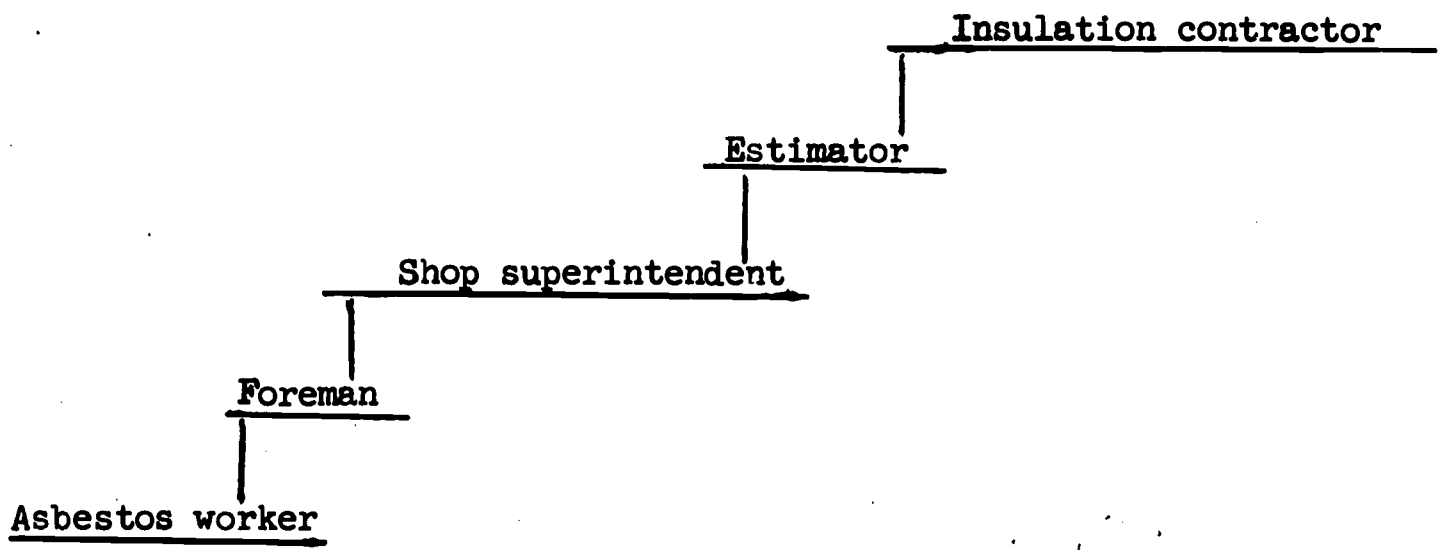 Insulation contractor
Estimator
Shop superintendent
Foreman
Asbestos worker